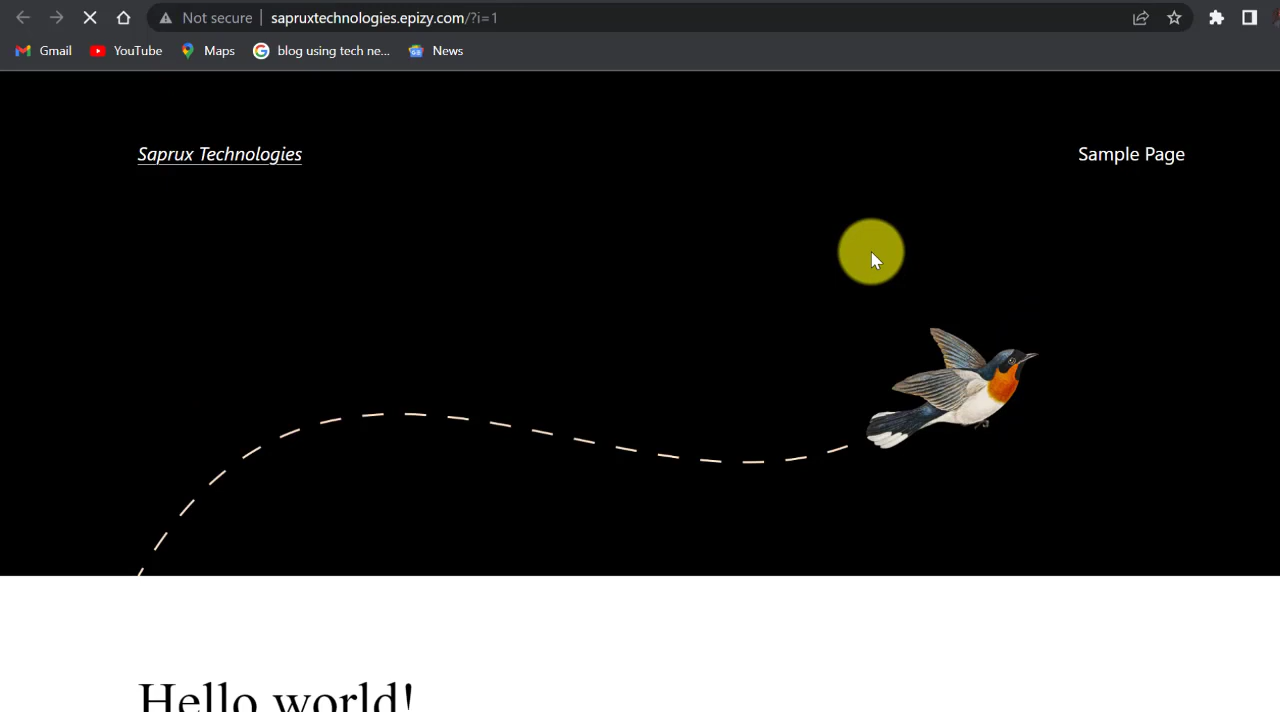 Not secure sapruxtechnologies.epizy.com/?i=1
Gmail YouTube Maps blog using tech ne... News
Saprux Technologies Sample Page
Hello world!